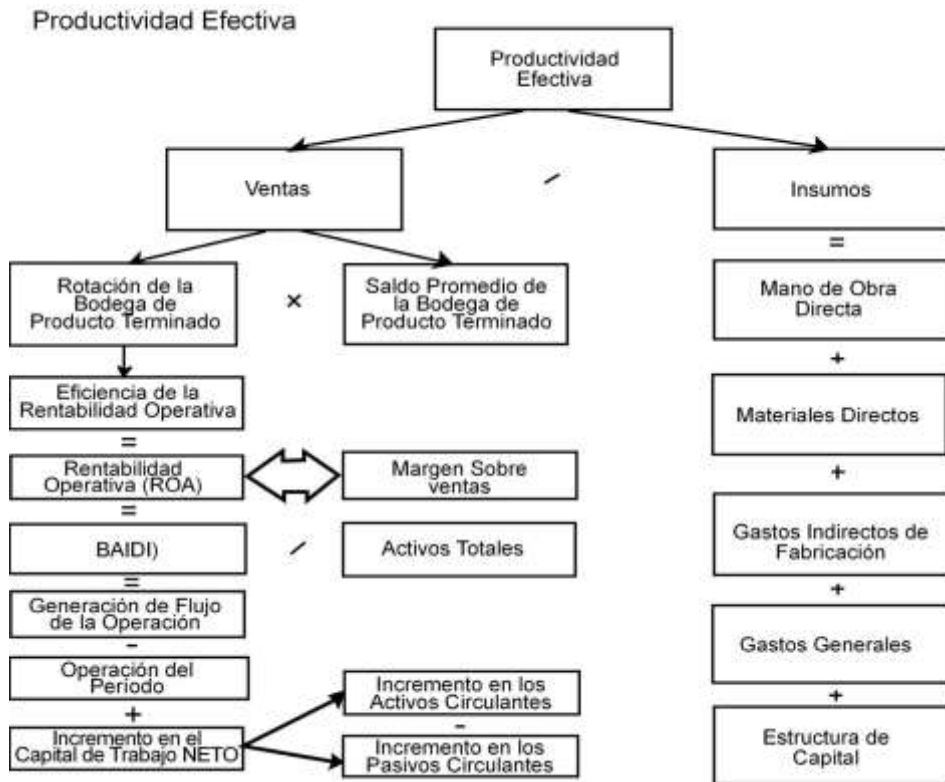 Productividad Efectiva
Productividad
Efectiva
Ventas
/
Insumos
=
Rotación de la
Bodega de
Producto Terminado
×
Saldo Promedio de
la Bodega de
Producto Terminado
Mano de Obra
Directa
+
Eficiencia de la
Rentabilidad Operativa
Materiales Directos
=
Rentabilidad
Operativa (ROA)
Margen Sobre
ventas
+
=
BAIDI)
/
Activos Totales
Gastos Indirectos de
Fabricación
=
+
Generación de Flujo
de la Operación
-
Gastos Generales
Operación del
Período
Incremento en los
Activos Circulantes
+
+
-
Incremento en el
Capital de Trabajo NETO
Incremento en los
Pasivos Circulantes
Estructura de
Capital